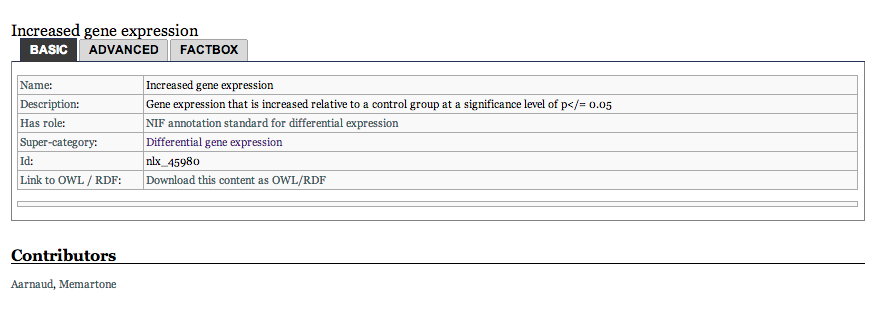 Increased gene expression
BASIC ADVANCED FACTBOX
Name: Increased gene expression
Description: Gene expression that is increased relative to a control group at a significance level of p</= 0.05
Has role: NIF annotation standard for differential expression
Super-category: Differential gene expression
Id: nlx_45980
Link to OWL / RDF: Download this content as OWL/RDF
Contributors
Aarnaud, Memartone